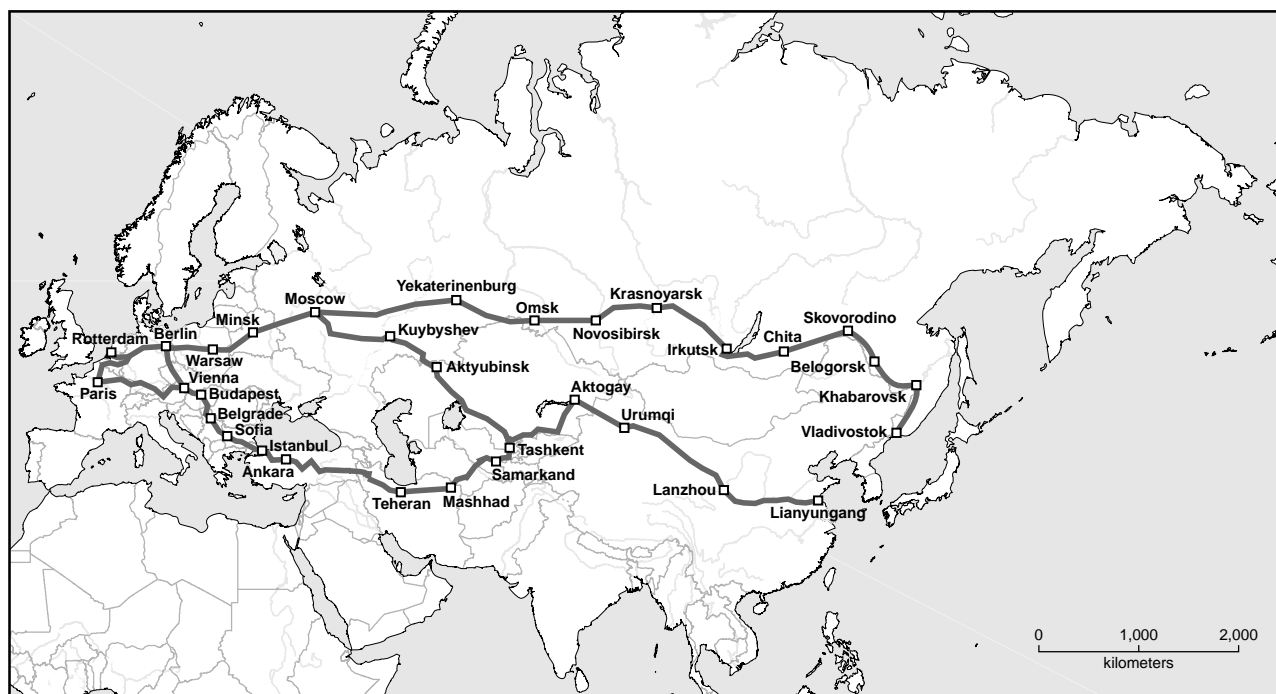 Yekaterinenburg
Krasnoyarsk
Moscow
Omsk
Skovorodino
Minsk
Kuybyshev
Novosibirsk
Chita
Berlin
Rotterdam
Irkutsk
Warsaw
Belogorsk
Aktyubinsk
Vienna
Aktogay
Paris
Budapest
Khabarovsk
Urumqi
Belgrade
Vladivostok
Sofia
Istanbul
Tashkent
Ankara
Samarkand
Lanzhou
Mashhad
Teheran
Lianyungang
0 1,000 2,000
kilometers